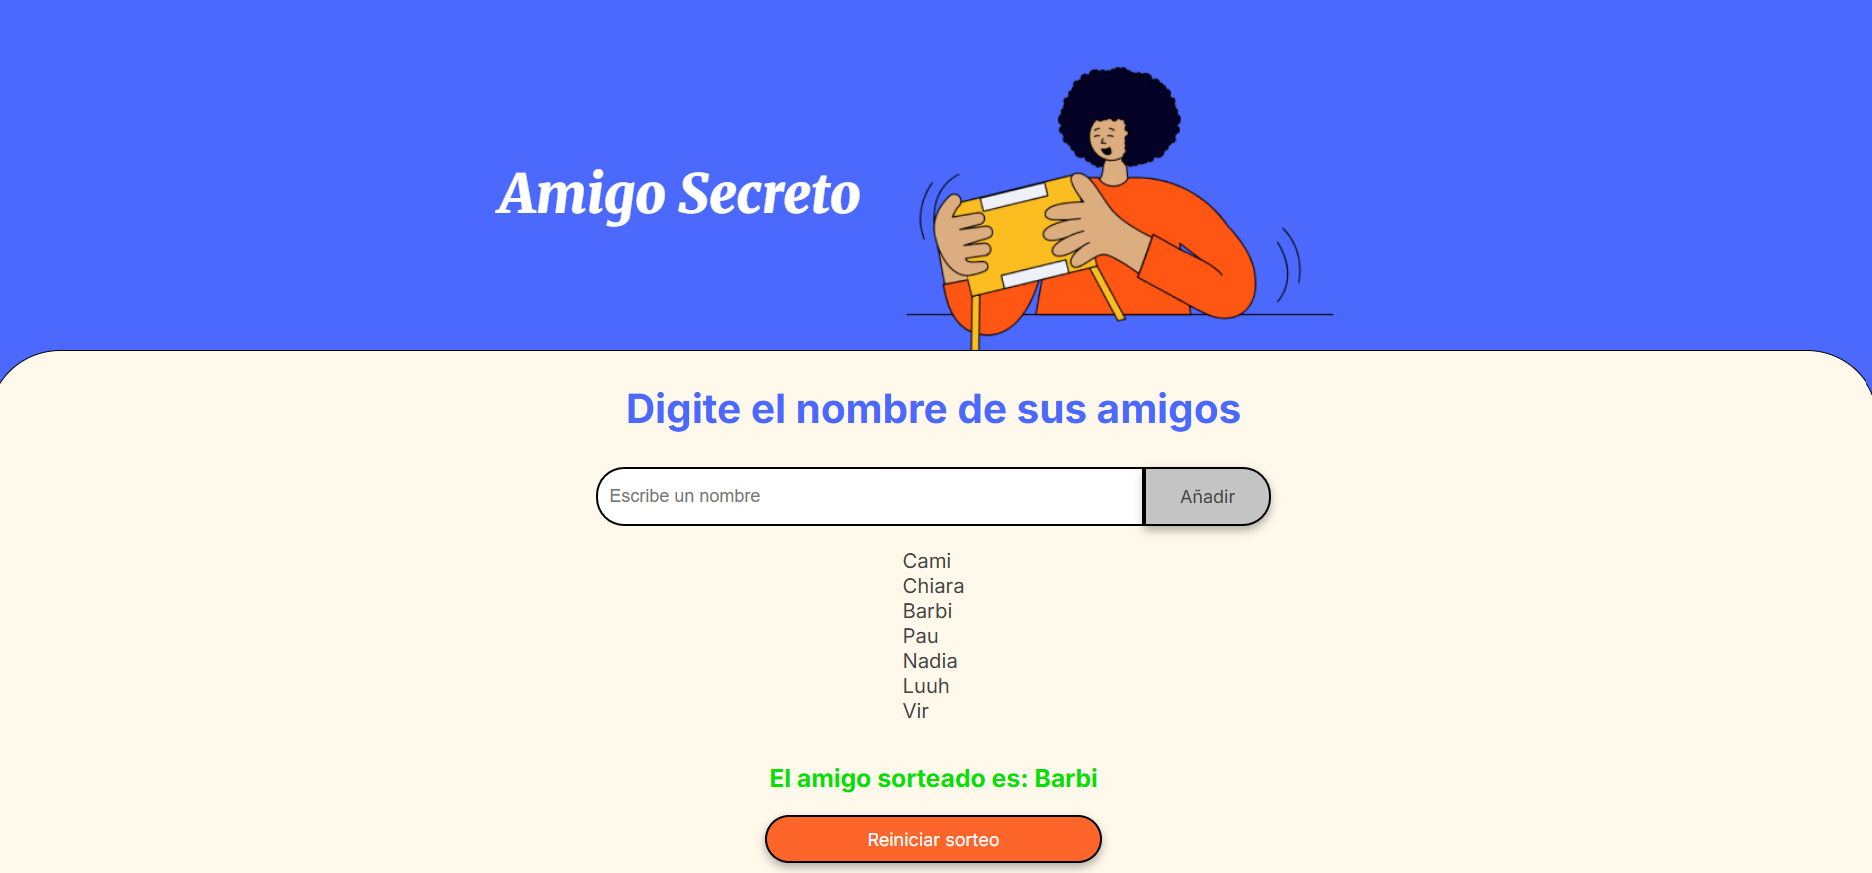 Amigo Secreto
Digite el nombre de sus amigos
Escribe un nombre
Añadir
Cami
Chiara
Barbi
Pau
Nadia
Luuh
Vir
El amigo sorteado es: Barbi
Reiniciar sorteo